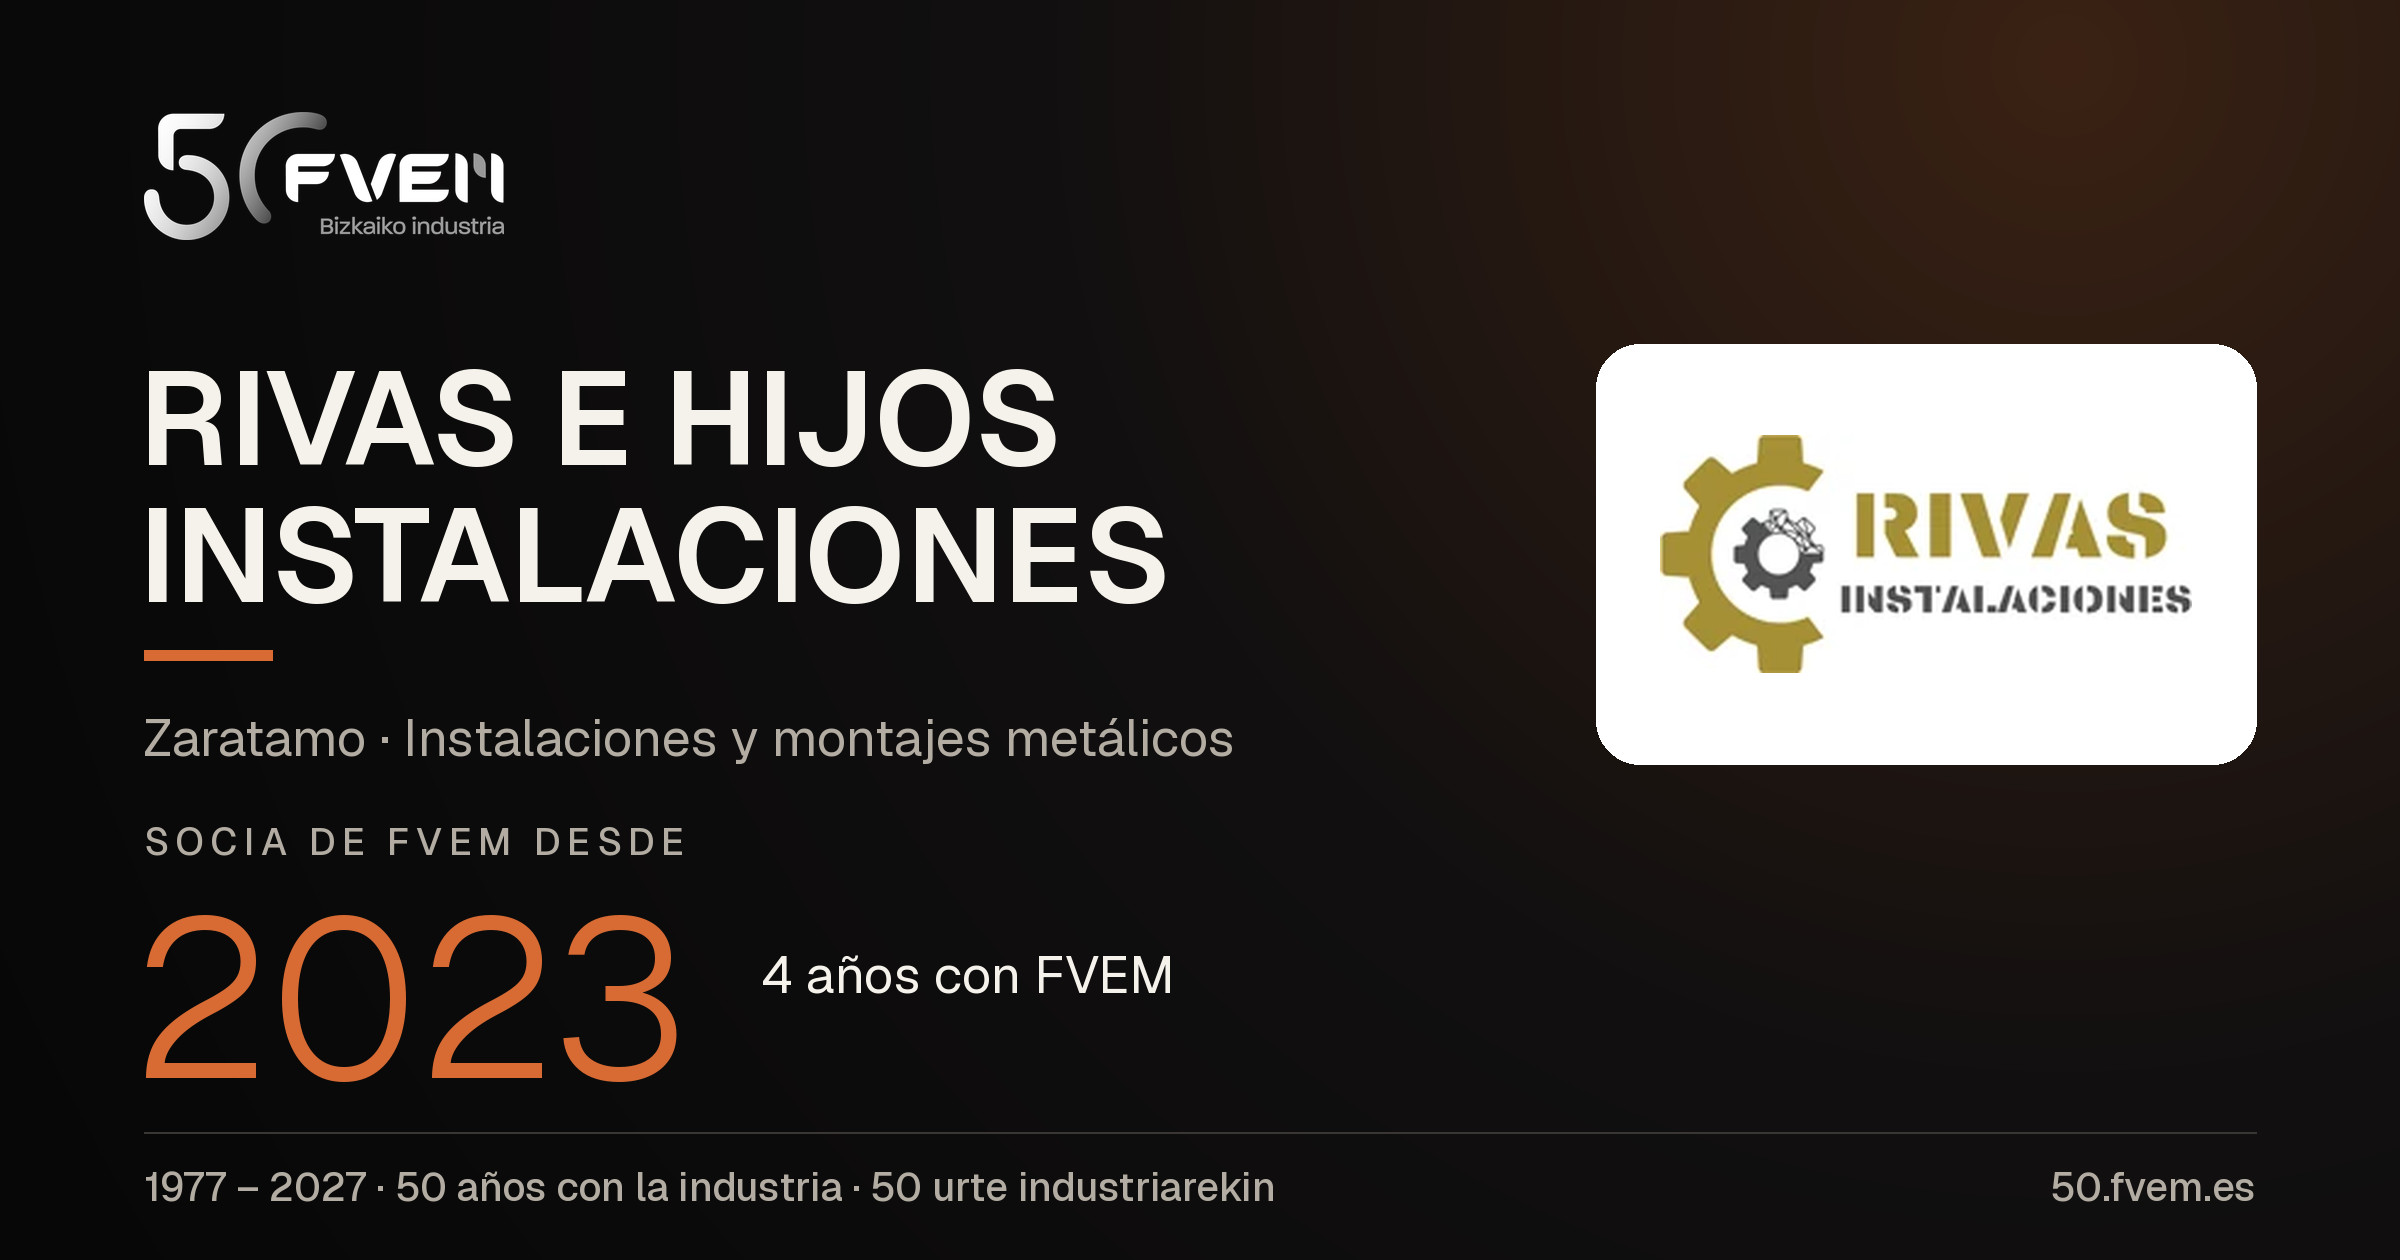 50 FVEM
Bizkaiko industria
RIVAS E HIJOS
INSTALACIONES
RIVAS
INSTALACIONES
Zaratamo · Instalaciones y montajes metálicos
SOCIA DE FVEM DESDE
2023
4 años con FVEM
1977 – 2027 · 50 años con la industria · 50 urte industriarekin
50.fvem.es